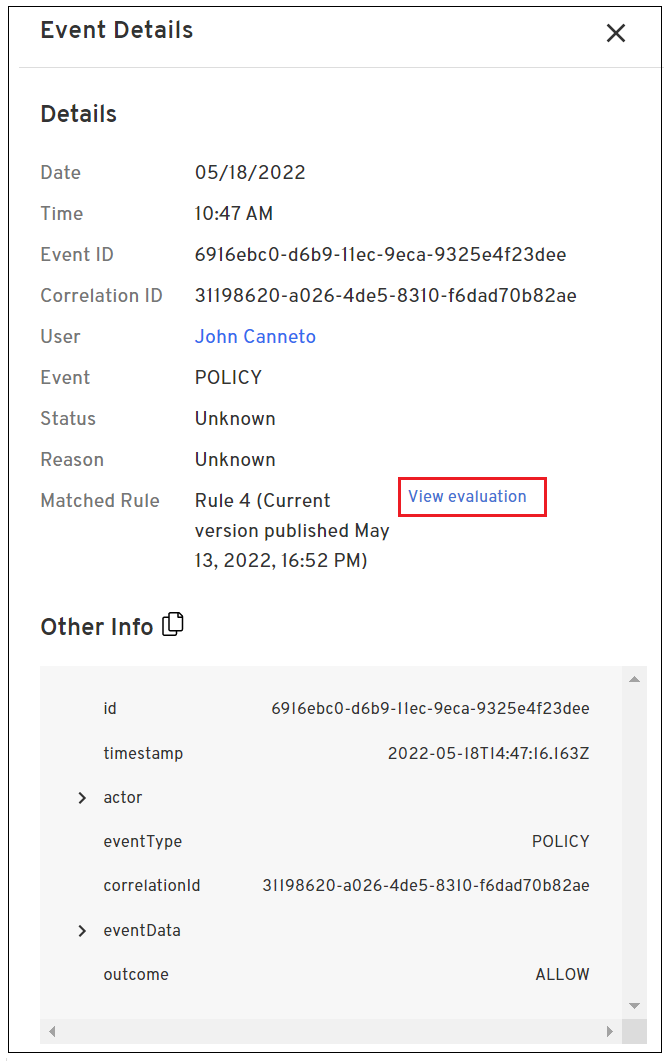 Event Details
Details
Date 05/18/2022
Time 10:47 AM
Event ID 6916ebc0-d6b9-11ec-9eca-9325e4f23dee
Correlation ID 31198620-a026-4de5-8310-f6dad70b82ae
User John Canneto
Event POLICY
Status Unknown
Reason Unknown
Matched Rule Rule 4 (Current View evaluation
version published May
13, 2022, 16:52 PM)
Other Info
id 6916ebc0-d6b9-11ec-9eca-9325e4f23dee
timestamp 2022-05-18T14:47:16.163Z
actor
eventType POLICY
correlationId 31198620-a026-4de5-8310-f6dad70b82ae
eventData
outcome ALLOW